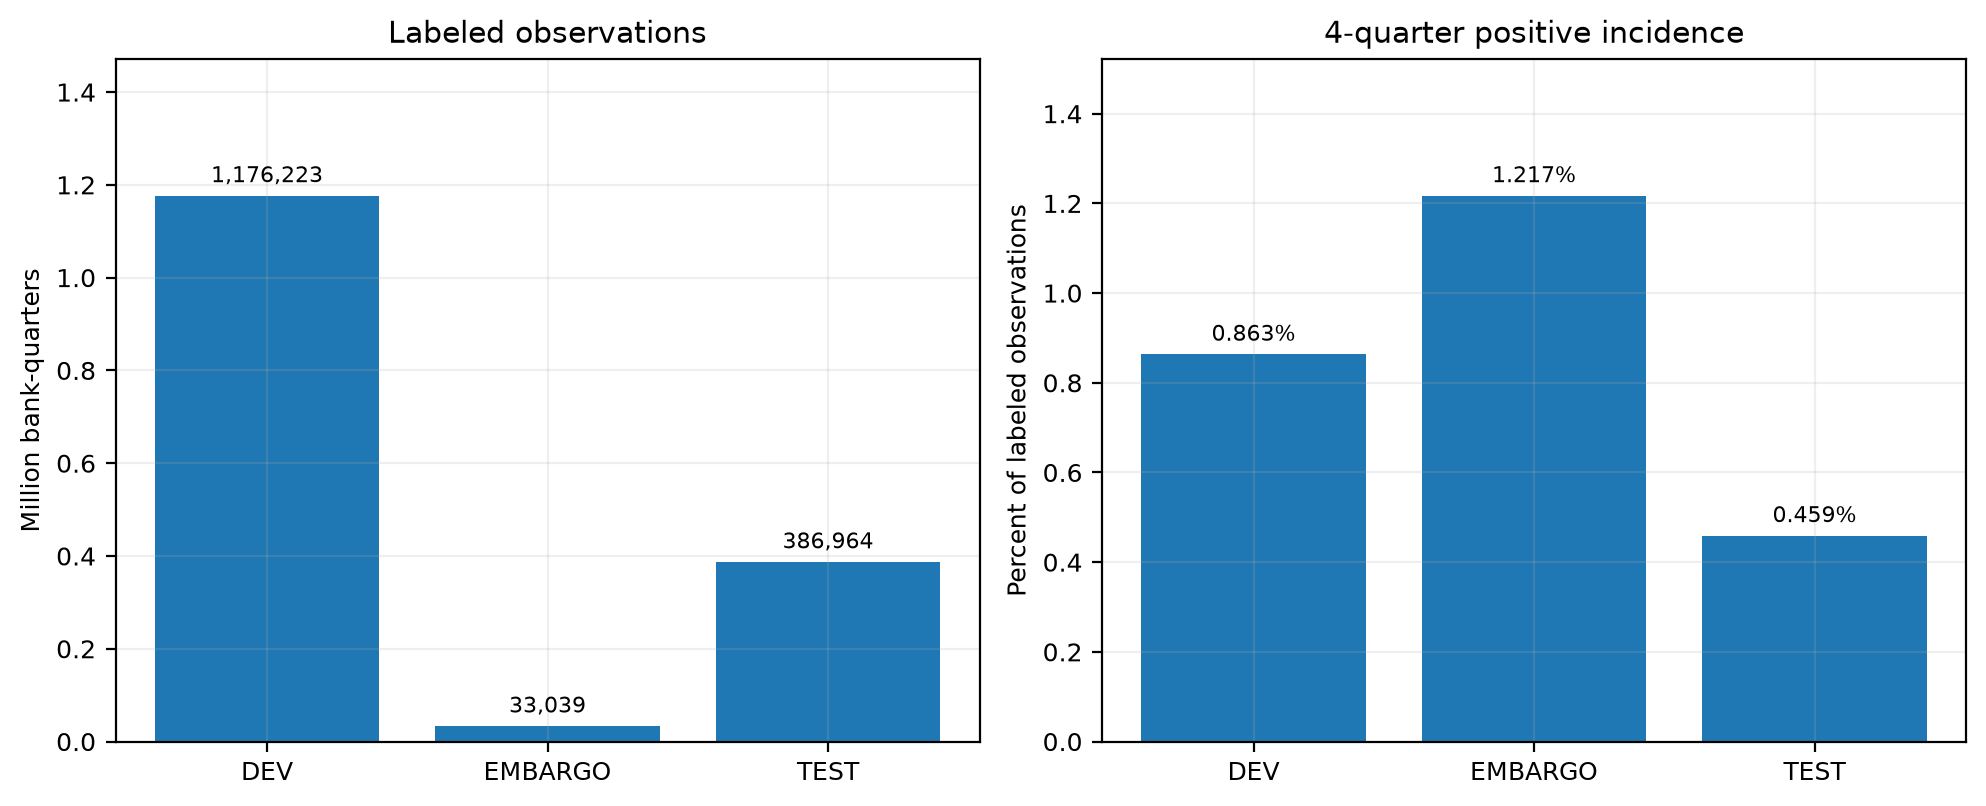 Labeled observations
Million bank-quarters
1.4
1.2
1.0
0.8
0.6
0.4
0.2
0.0
1,176,223
33,039
386,964
DEV
EMBARGO
TEST
4-quarter positive incidence
Percent of labeled observations
1.4
1.2
1.0
0.8
0.6
0.4
0.2
0.0
0.863%
1.217%
0.459%
DEV
EMBARGO
TEST